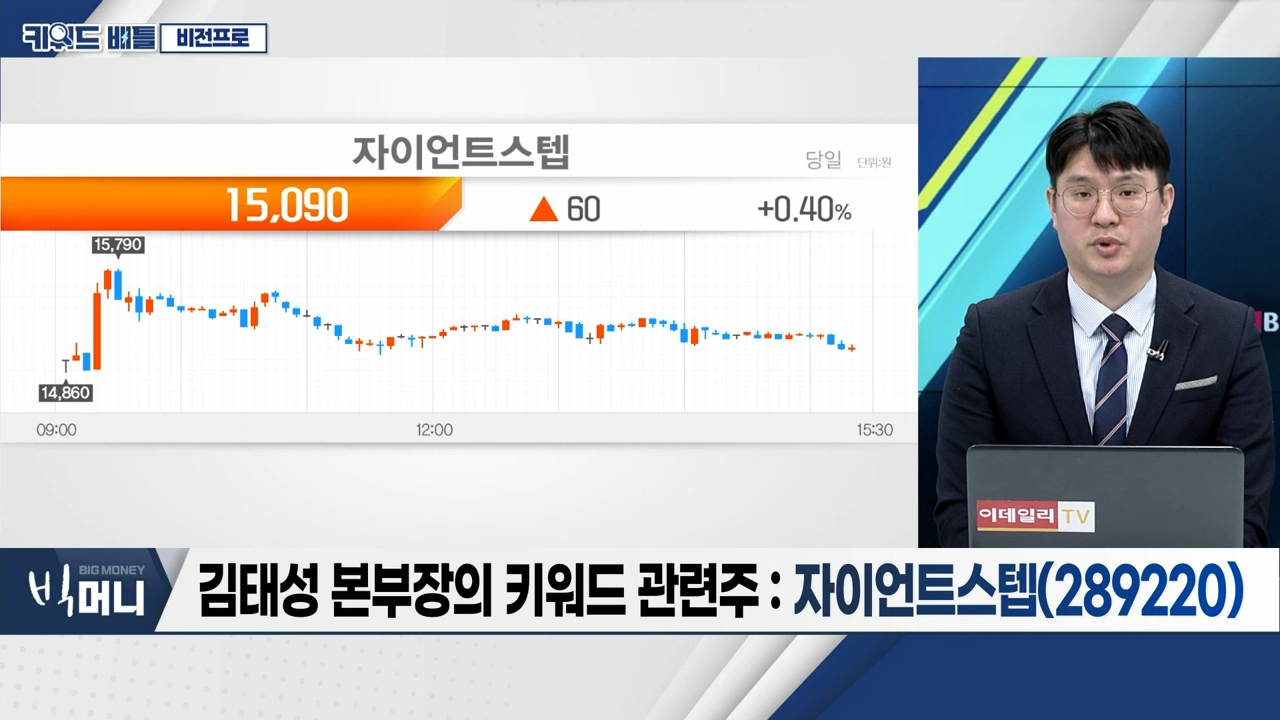 키워드 배틀 비전프로
자이언트스텝
당일 단위:원
15,090 ▲ 60 +0.40%
15,790
14,860
09:00 12:00 15:30
B
이데일리 TV
빅머니 BIG MONEY
김태성 본부장의 키워드 관련주 : 자이언트스텝(289220)